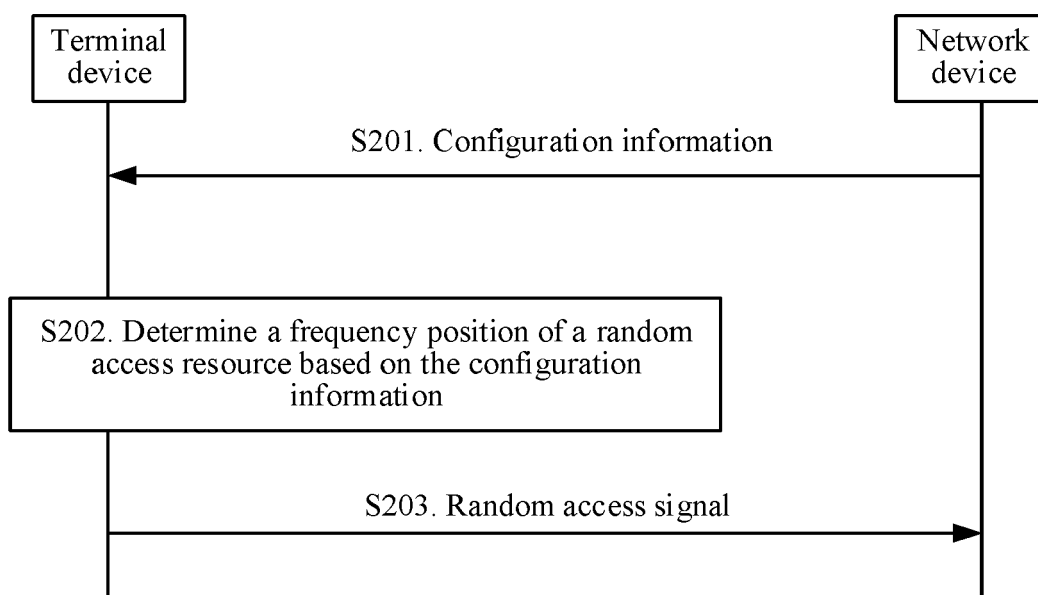 Terminal
device
Network
device
S201. Configuration information
S202. Determine a frequency position of a random
access resource based on the configuration
information
S203. Random access signal